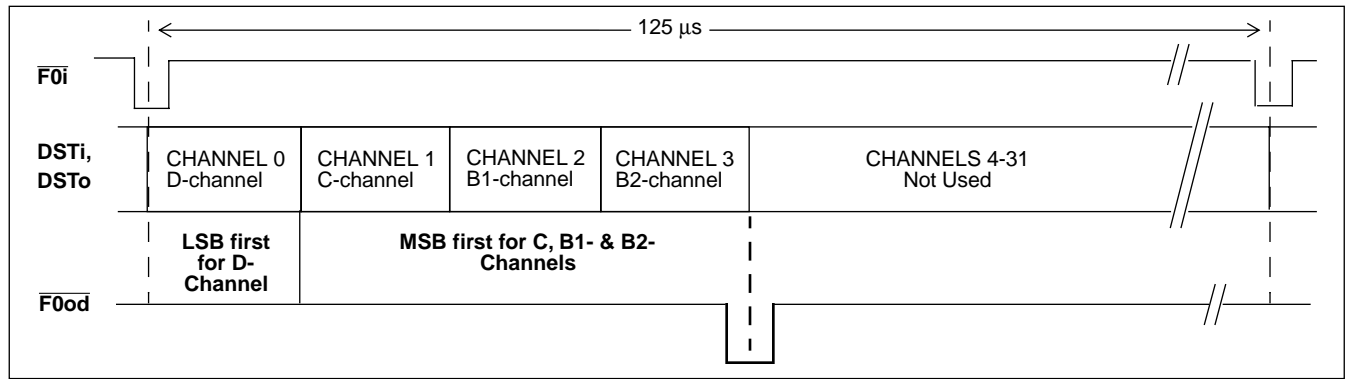 125 μs
F0i
DSTi,
DSTo
CHANNEL 0
D-channel
CHANNEL 1
C-channel
CHANNEL 2
B1-channel
CHANNEL 3
B2-channel
CHANNELS 4-31
Not Used
LSB first
for D-
Channel
MSB first for C, B1- & B2-
Channels
F0od